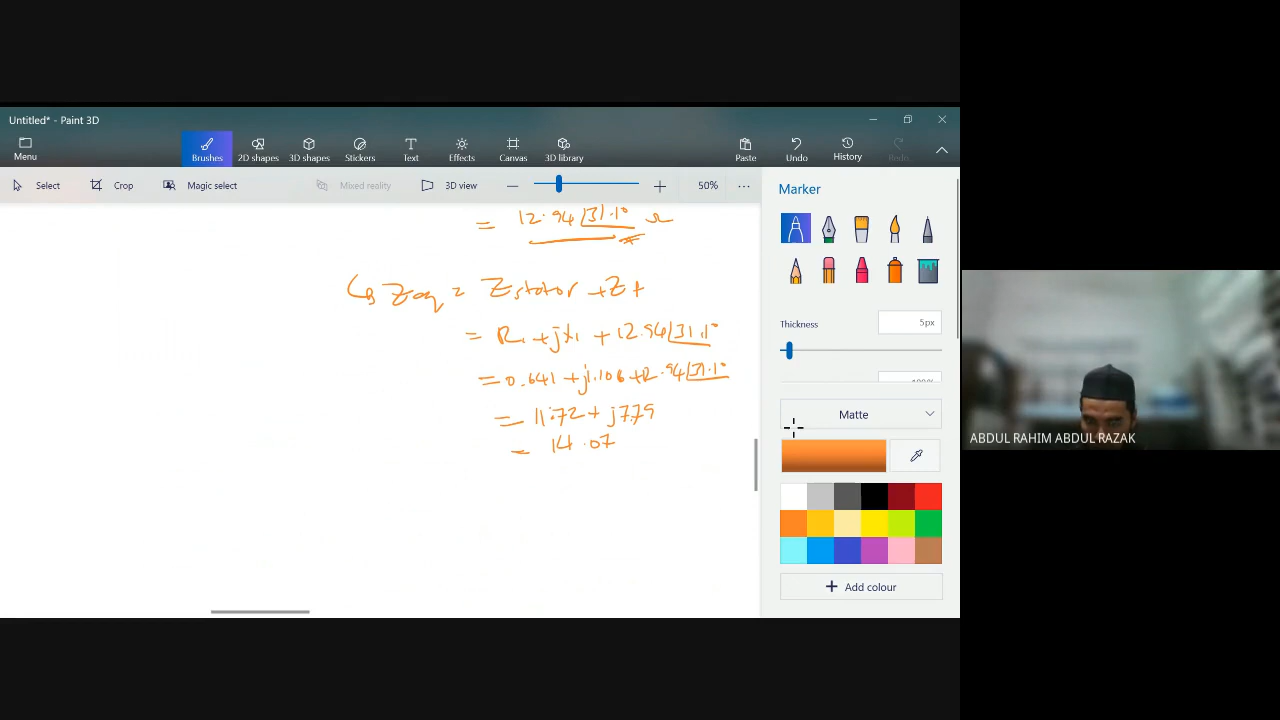 Untitled* - Paint 3D
Menu
Brushes
2D shapes
3D shapes
Stickers
Text
Effects
Canvas
3D library
Paste
Undo
History
Redo
Select
Crop
Magic select
Mixed reality
3D view
50%
Marker
Thickness
5px
Matte
Add colour
= 12.94∠31.1° Ω
↳ Zeq = Zstator + Zf
= R1 + jX1 + 12.94∠31.1°
= 0.641 + j1.106 + 12.94∠31.1°
= 11.72 + j7.79
= 14.07
ABDUL RAHIM ABDUL RAZAK